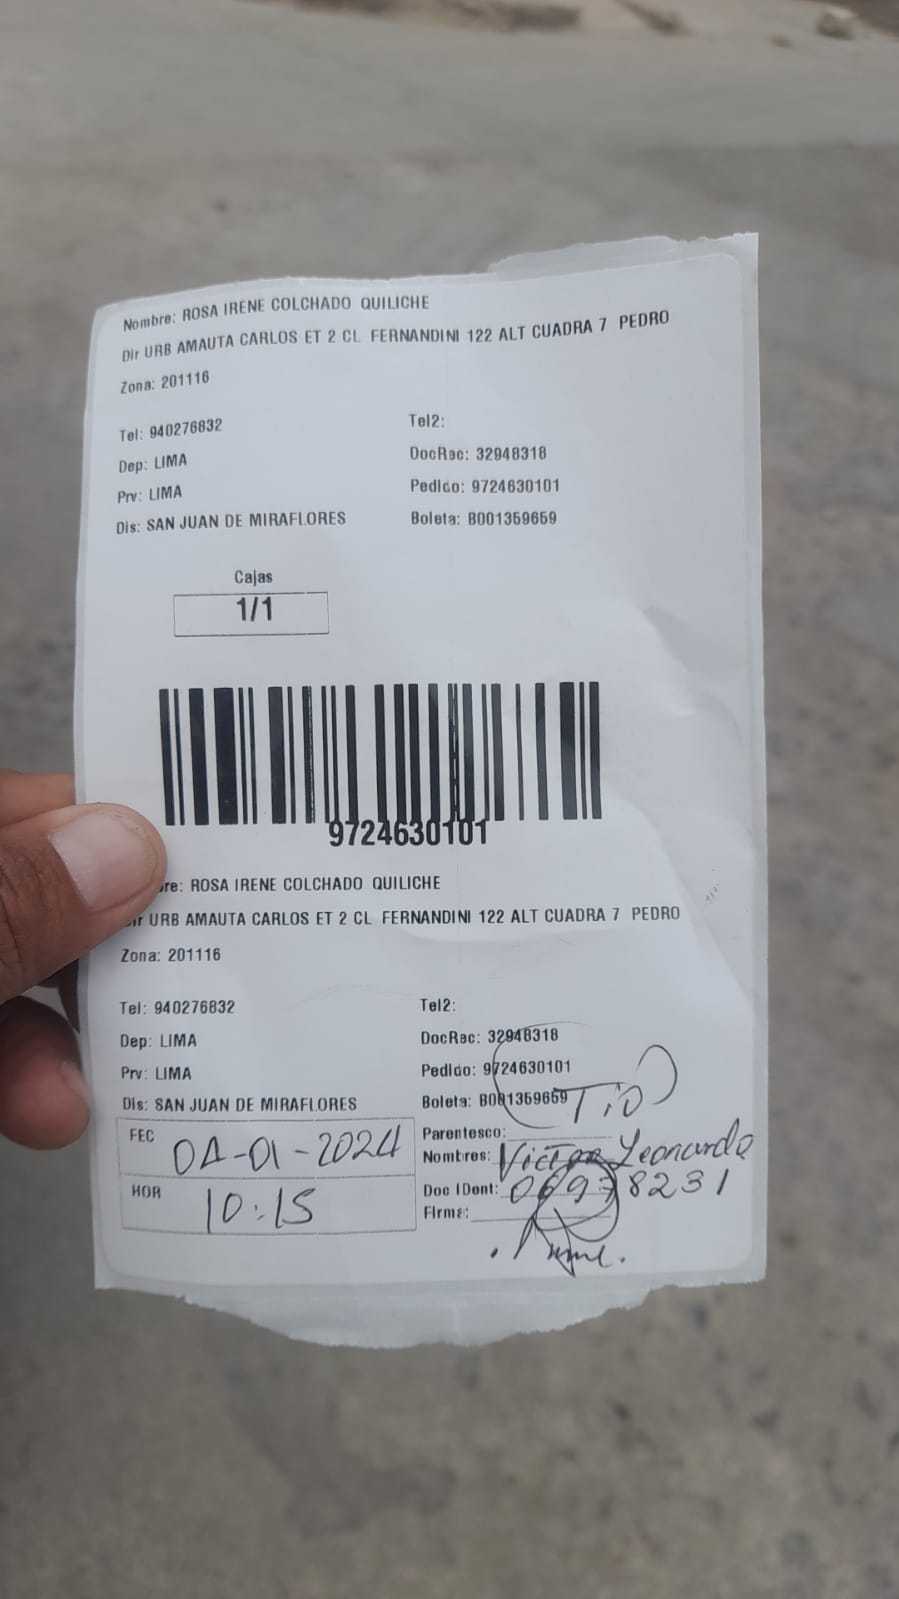 Nombre: ROSA IRENE COLCHADO QUILICHE
Dir URB AMAUTA CARLOS ET 2 CL FERNANDINI 122 ALT CUADRA 7 PEDRO
Zona: 201116
Tel: 940276832 Tel2:
Dep: LIMA DocRec: 32948318
Prv: LIMA Pedido: 9724630101
Dis: SAN JUAN DE MIRAFLORES Boleta: B001359659
Cajas
1/1
9724630101
re: ROSA IRENE COLCHADO QUILICHE
Dir URB AMAUTA CARLOS ET 2 CL FERNANDINI 122 ALT CUADRA 7 PEDRO
Zona: 201116
Tel: 940276832 Tel2:
Dep: LIMA DocRec: 32948318
Prv: LIMA Pedido: 9724630101
Dis: SAN JUAN DE MIRAFLORES Boleta: B001359659
FEC 04-01-2024 Parentesco: Tio
Nombres: Victor Leonardo
HOR 10:15 Doc IDent:
Firma: